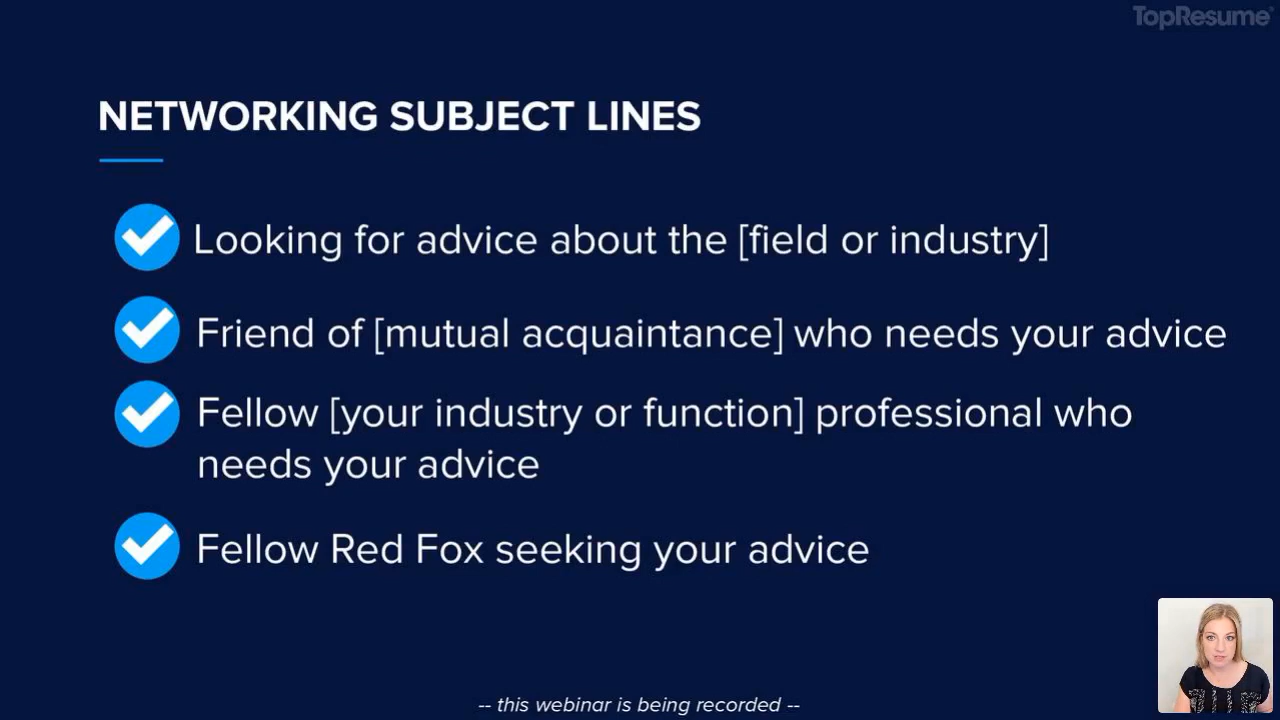 TopResume
NETWORKING SUBJECT LINES
Looking for advice about the [field or industry]
Friend of [mutual acquaintance] who needs your advice
Fellow [your industry or function] professional who
needs your advice
Fellow Red Fox seeking your advice
-- this webinar is being recorded --